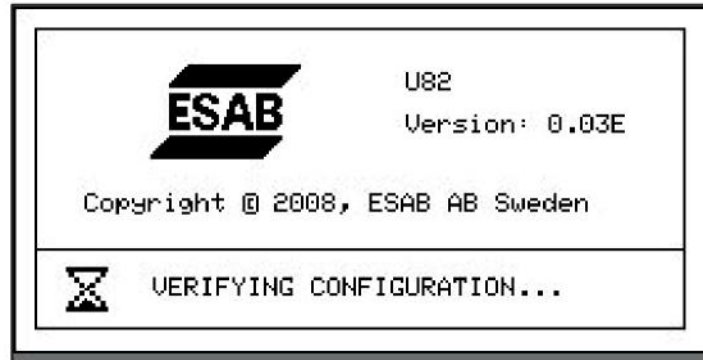 ESAB
U82
Version: 0.03E
Copyright © 2008, ESAB AB Sweden
VERIFYING CONFIGURATION...